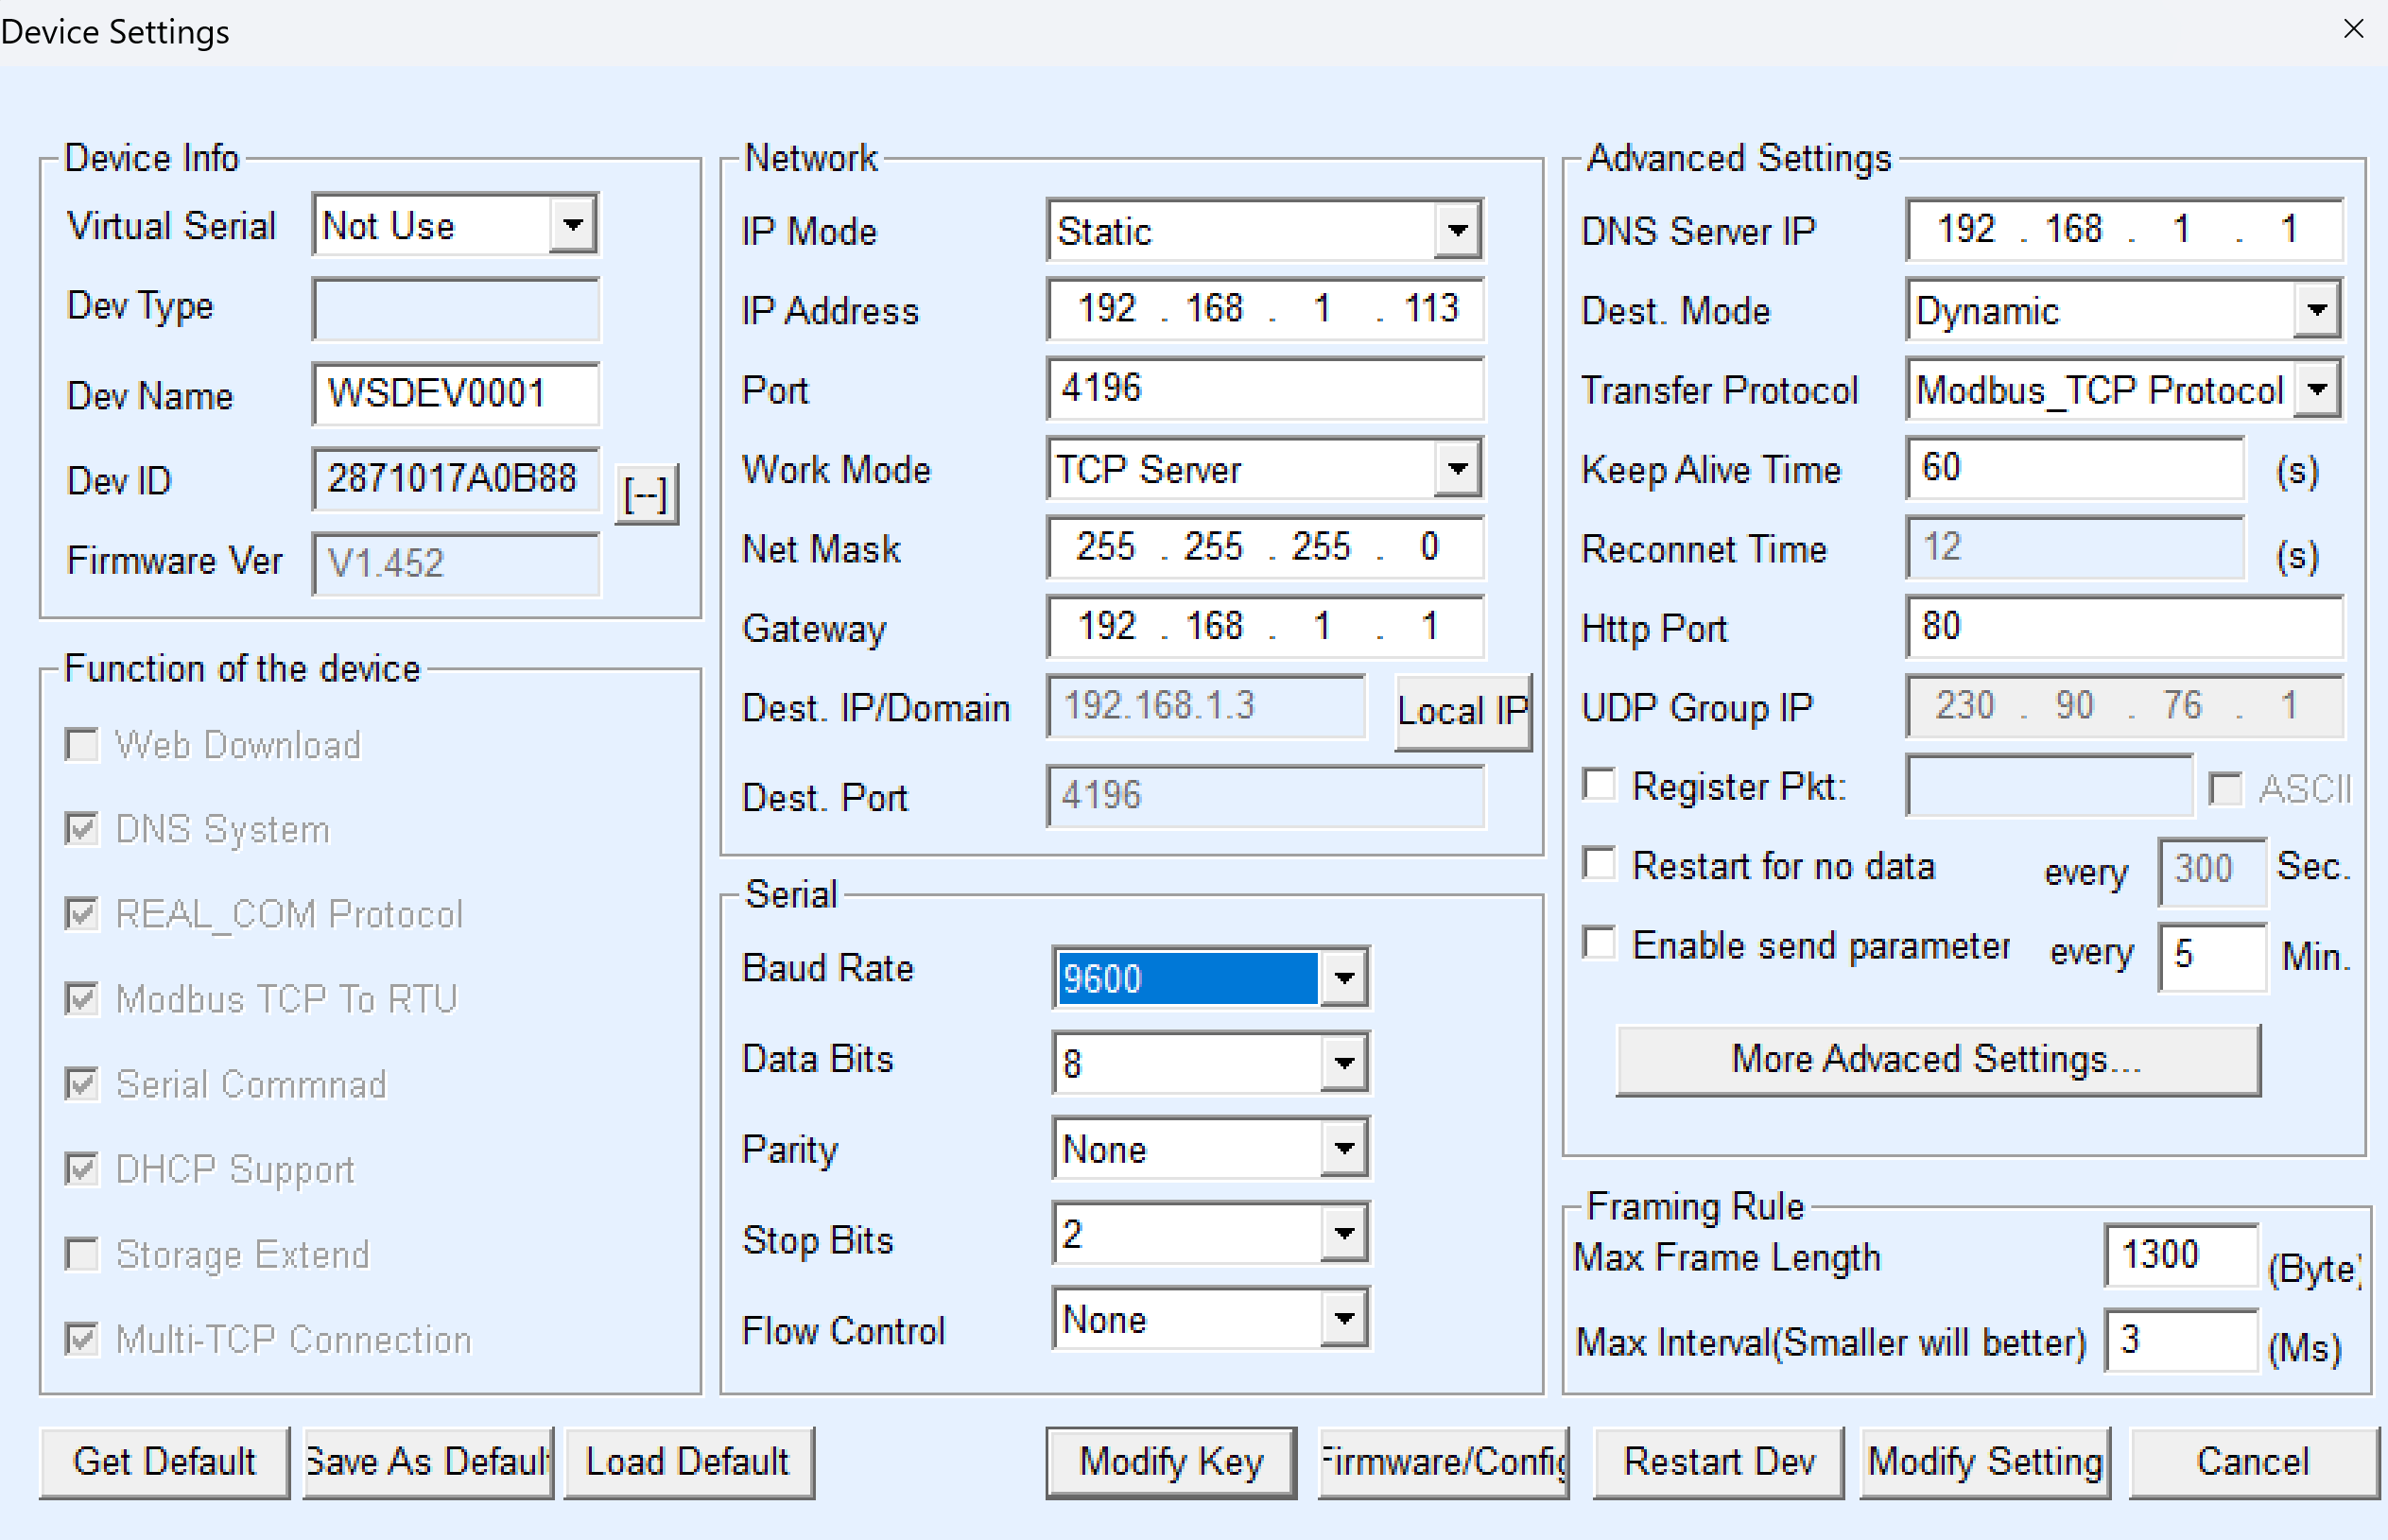 Device Settings
Device Info
Virtual Serial Not Use
Dev Type
Dev Name WSDEV0001
Dev ID 2871017A0B88 [--]
Firmware Ver V1.452
Function of the device
Web Download
DNS System
REAL_COM Protocol
Modbus TCP To RTU
Serial Commnad
DHCP Support
Storage Extend
Multi-TCP Connection
Network
IP Mode Static
IP Address 192 . 168 . 1 . 113
Port 4196
Work Mode TCP Server
Net Mask 255 . 255 . 255 . 0
Gateway 192 . 168 . 1 . 1
Dest. IP/Domain 192.168.1.3 Local IP
Dest. Port 4196
Serial
Baud Rate 9600
Data Bits 8
Parity None
Stop Bits 2
Flow Control None
Advanced Settings
DNS Server IP 192 . 168 . 1 . 1
Dest. Mode Dynamic
Transfer Protocol Modbus_TCP Protocol
Keep Alive Time 60 (s)
Reconnet Time 12 (s)
Http Port 80
UDP Group IP 230 . 90 . 76 . 1
Register Pkt: ASCII
Restart for no data every 300 Sec.
Enable send parameter every 5 Min.
More Advaced Settings...
Framing Rule
Max Frame Length 1300 (Byte)
Max Interval(Smaller will better) 3 (Ms)
Get Default Save As Default Load Default Modify Key Firmware/Config Restart Dev Modify Setting Cancel